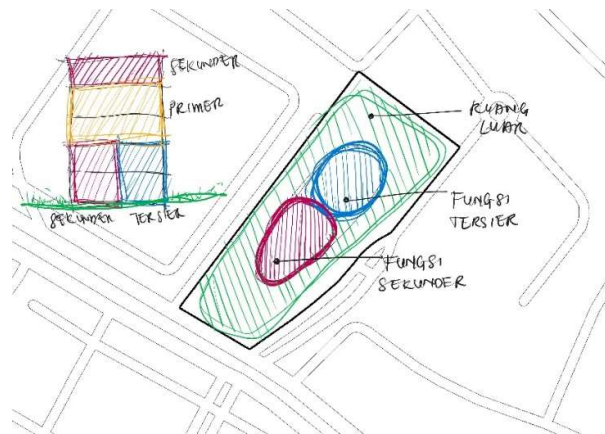 SEKUNDER
PRIMER
SEKUNDER TERSIER
RUANG
LUAR
FUNGSI
TERSIER
FUNGSI
SEKUNDER